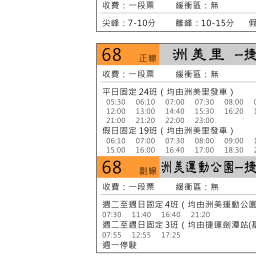 收費：一段票 緩衝區：無
尖峰：7-10分 離峰：10-15分
68 正線 洲美里－捷
收費：一段票 緩衝區：無
平日固定24班（均由洲美里發車）
05:30 06:10 07:00 07:30 08:00
12:00 13:00 14:40 15:30 16:20
21:00 21:20 22:00 23:00
假日固定19班（均由洲美里發車）
06:10 07:00 07:30 08:00 09:00
15:00 16:00 16:40 17:00 18:30
68 副線 洲美運動公園－捷
收費：一段票 緩衝區：無
週二至週日固定4班（均由洲美運動公園
07:30 11:40 16:40 21:20
週二至週日固定3班（均由捷運劍潭站(基
07:55 12:55 17:25
週一停駛